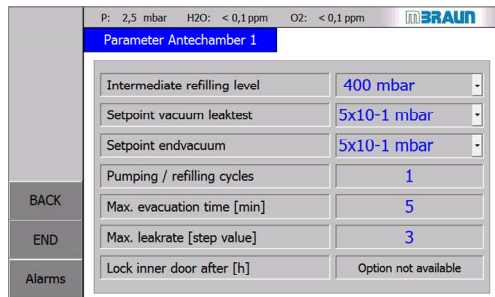 P: 2,5 mbar H2O: < 0,1 ppm O2: < 0,1 ppm MBRAUN
Parameter Antechamber 1
Intermediate refilling level 400 mbar
Setpoint vacuum leaktest 5x10-1 mbar
Setpoint endvacuum 5x10-1 mbar
Pumping / refilling cycles 1
BACK
Max. evacuation time [min] 5
END
Max. leakrate [step value] 3
Lock inner door after [h] Option not available
Alarms